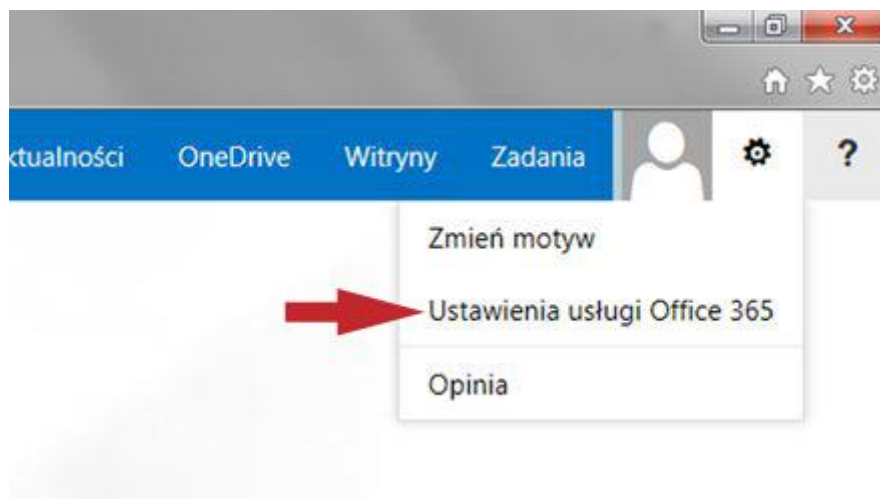 ktualności OneDrive Witryny Zadania ?
Zmień motyw
Ustawienia usługi Office 365
Opinia